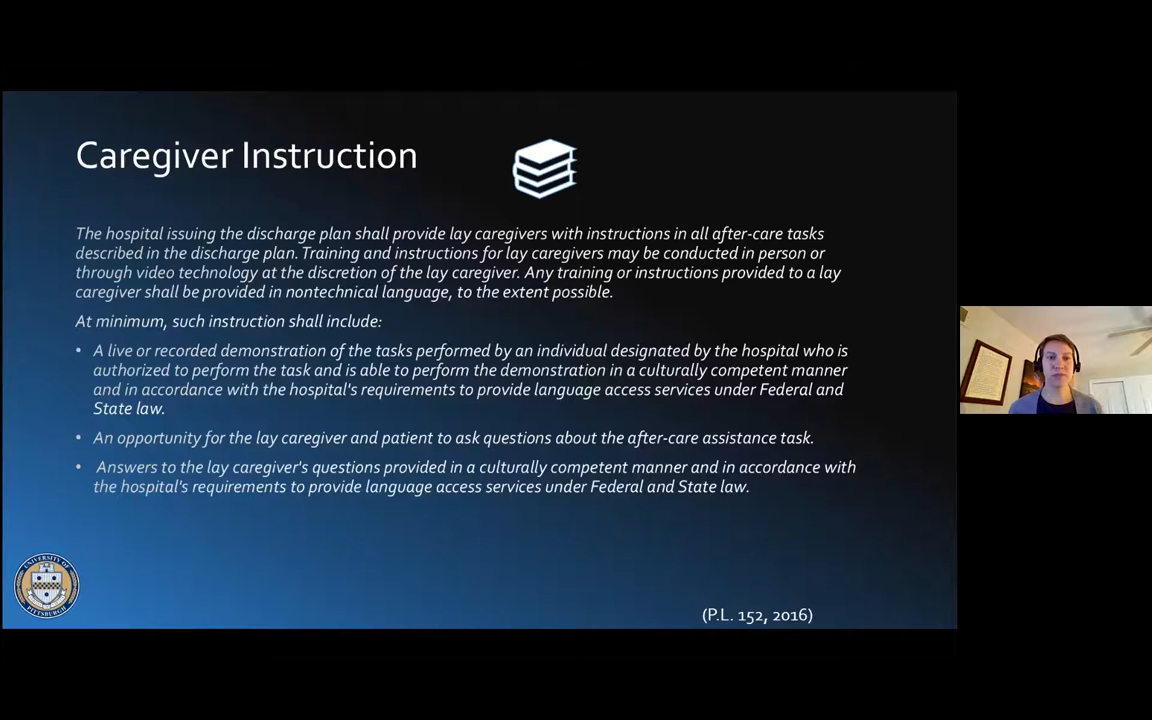 Caregiver Instruction
The hospital issuing the discharge plan shall provide lay caregivers with instructions in all after-care tasks
described in the discharge plan. Training and instructions for lay caregivers may be conducted in person or
through video technology at the discretion of the lay caregiver. Any training or instructions provided to a lay
caregiver shall be provided in nontechnical language, to the extent possible.
At minimum, such instruction shall include:
• A live or recorded demonstration of the tasks performed by an individual designated by the hospital who is
authorized to perform the task and is able to perform the demonstration in a culturally competent manner
and in accordance with the hospital's requirements to provide language access services under Federal and
State law.
• An opportunity for the lay caregiver and patient to ask questions about the after-care assistance task.
• Answers to the lay caregiver's questions provided in a culturally competent manner and in accordance with
the hospital's requirements to provide language access services under Federal and State law.
UNIVERSITY OF
PITTSBURGH
(P.L. 152, 2016)